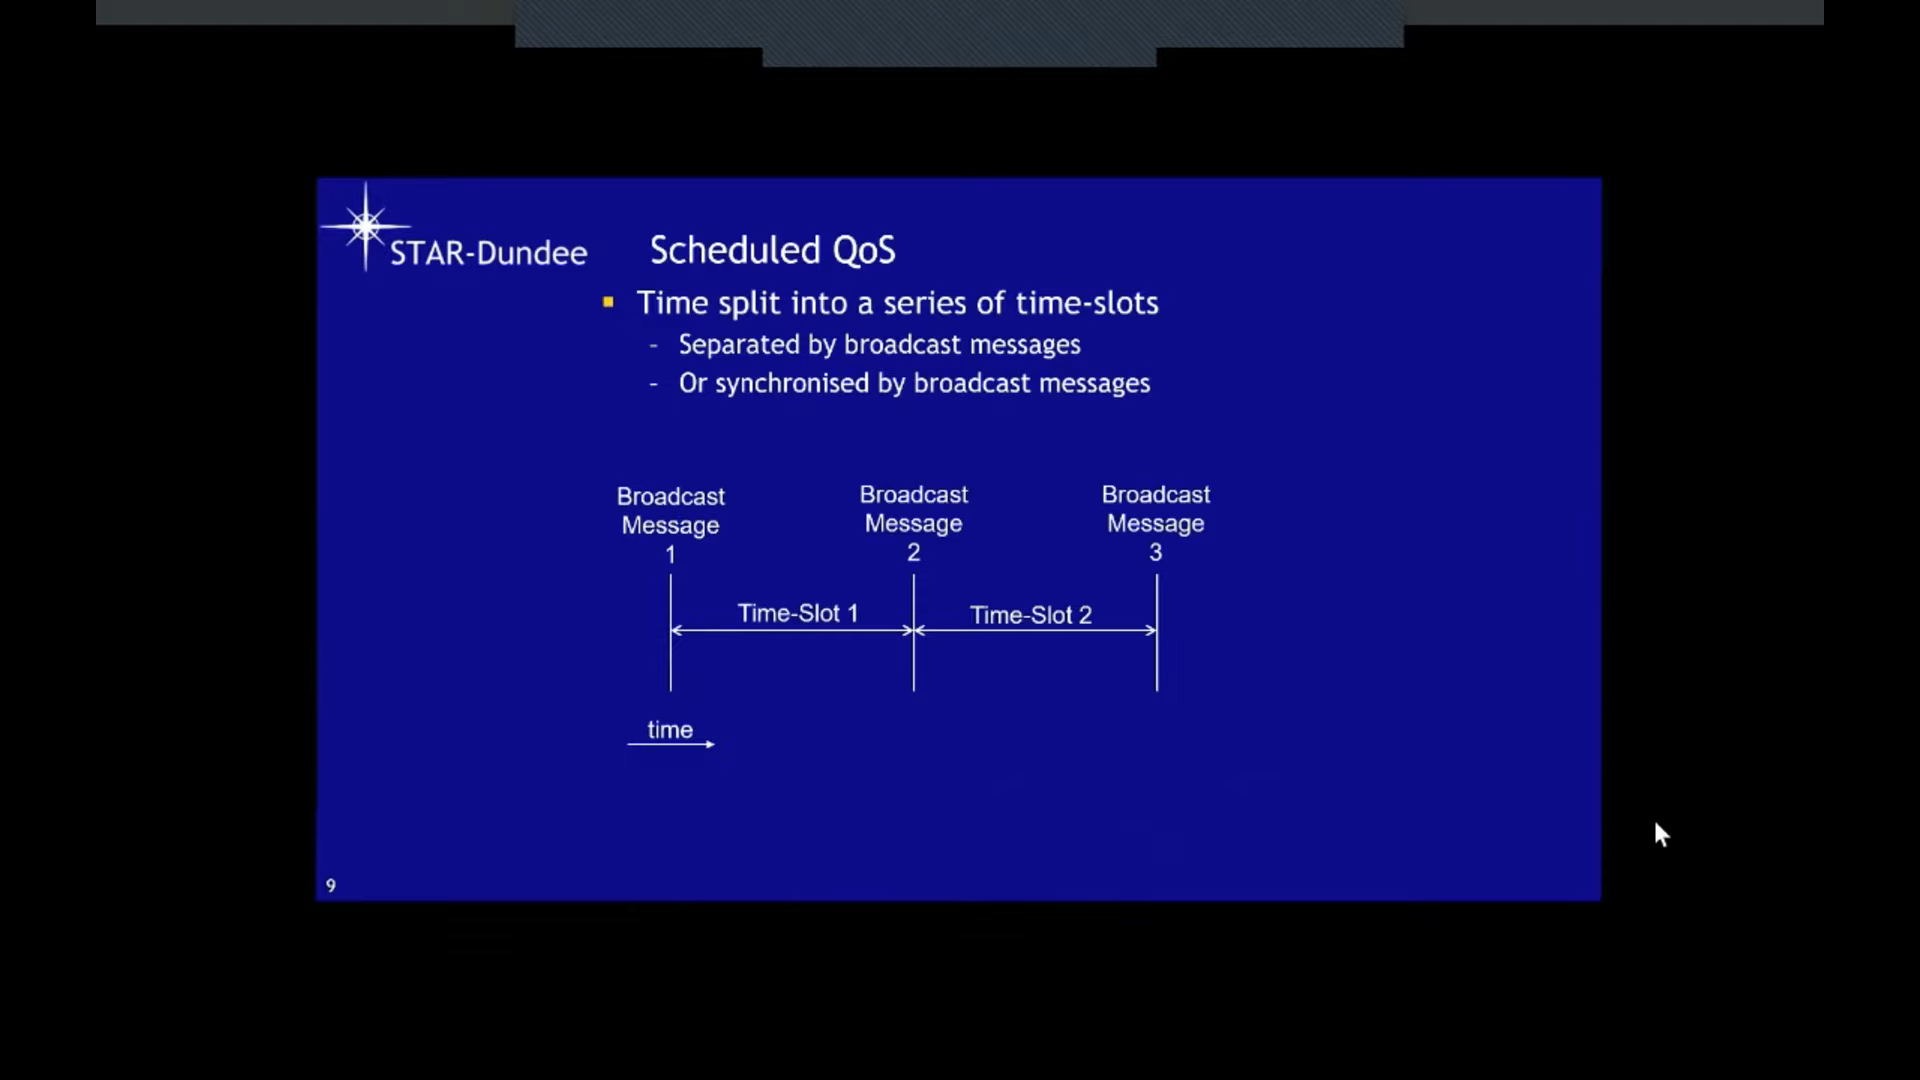 STAR-Dundee
Scheduled QoS
Time split into a series of time-slots
- Separated by broadcast messages
- Or synchronised by broadcast messages
Broadcast
Message
1
Broadcast
Message
2
Broadcast
Message
3
Time-Slot 1
Time-Slot 2
time
9